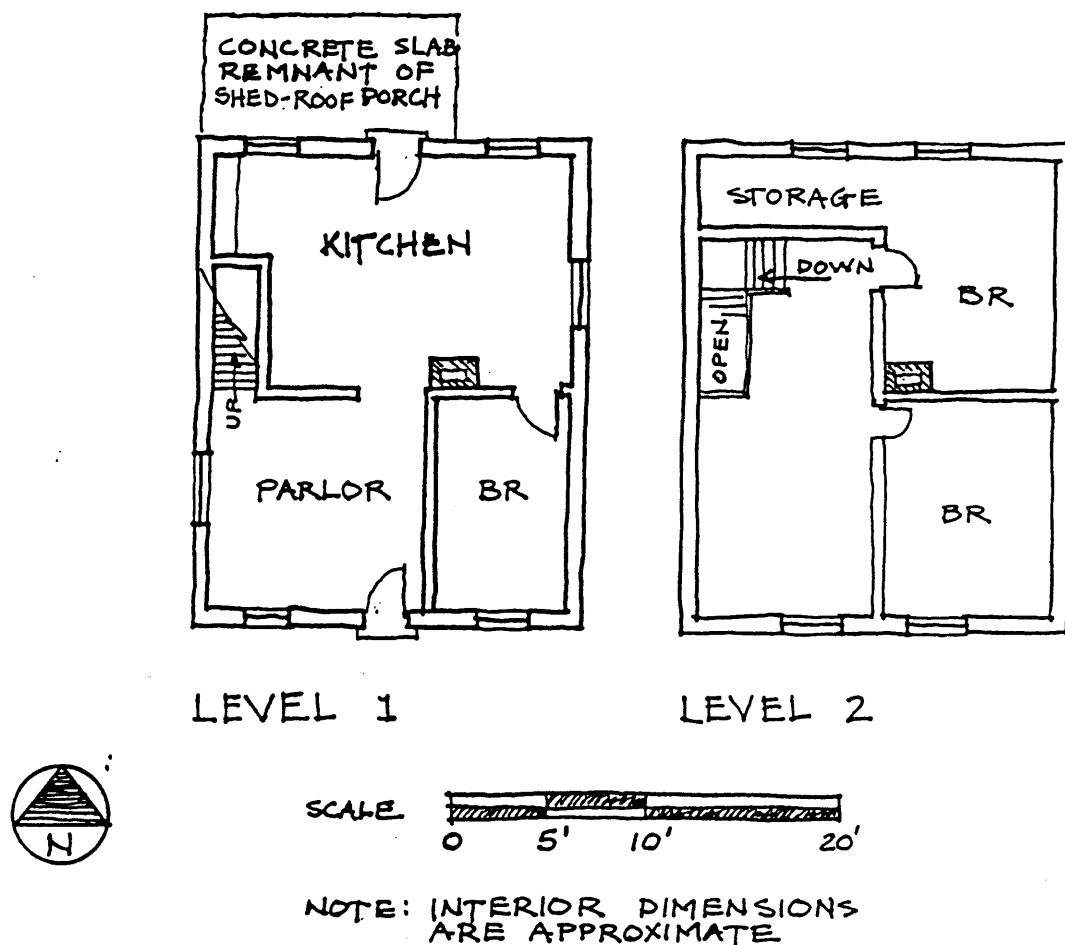 CONCRETE SLAB
REMNANT OF
SHED-ROOF PORCH
KITCHEN
UP
PARLOR
BR
STORAGE
DOWN
BR
OPEN
BR
LEVEL 1
LEVEL 2
N
SCALE
0 5' 10' 20'
NOTE: INTERIOR DIMENSIONS
ARE APPROXIMATE